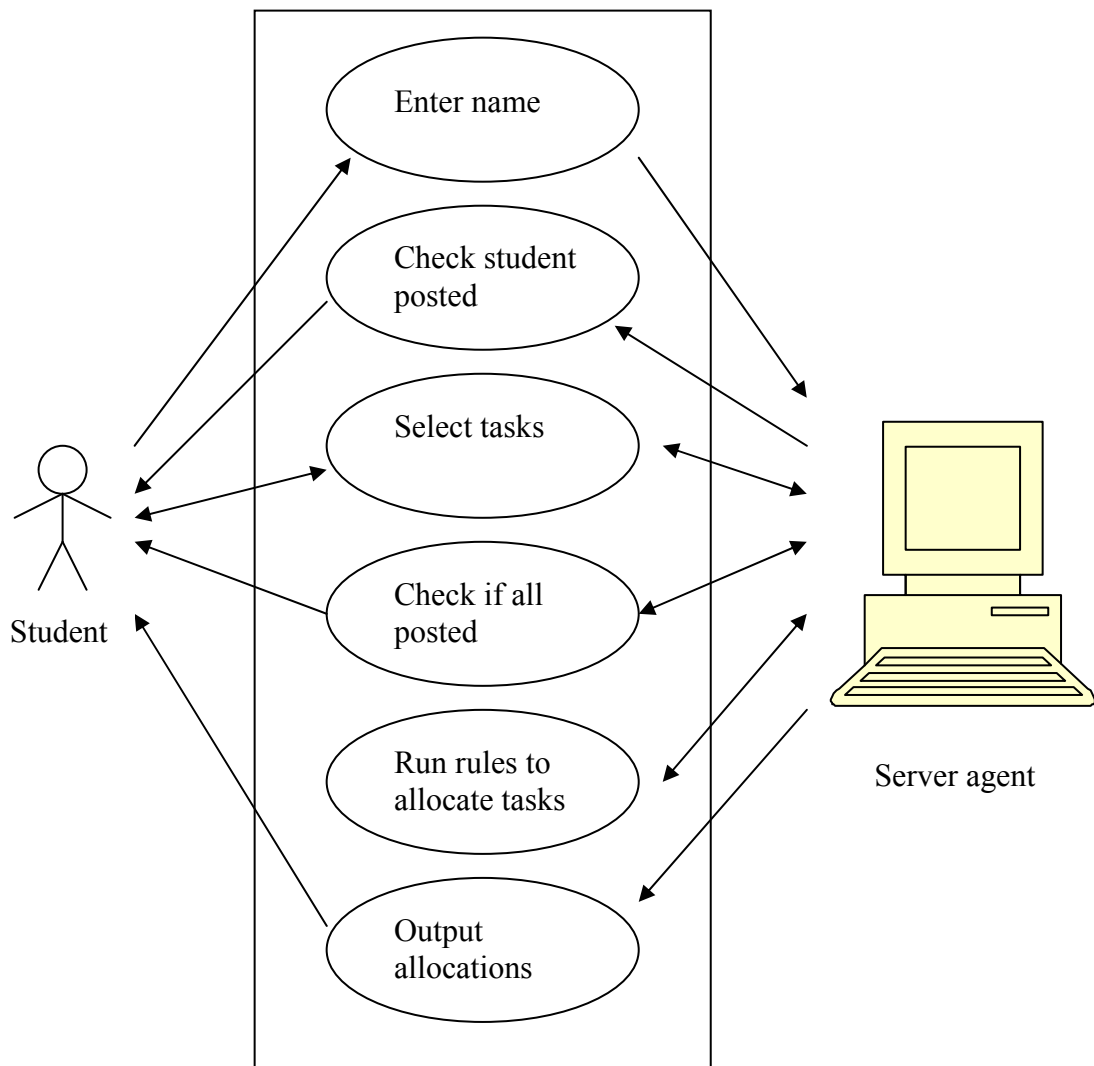 Enter name
Check student
posted
Select tasks
Check if all
posted
Student
Run rules to
allocate tasks
Server agent
Output
allocations